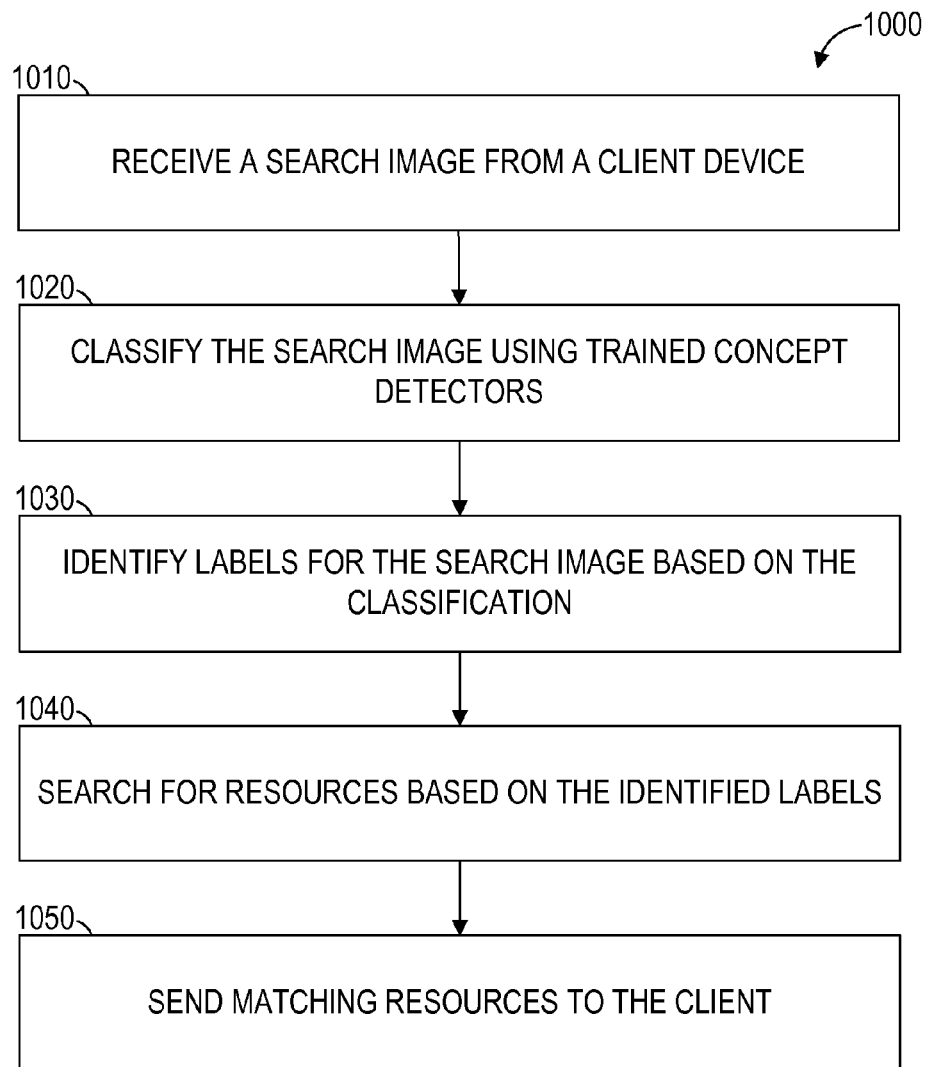 1000
1010
RECEIVE A SEARCH IMAGE FROM A CLIENT DEVICE
1020
CLASSIFY THE SEARCH IMAGE USING TRAINED CONCEPT
DETECTORS
1030
IDENTIFY LABELS FOR THE SEARCH IMAGE BASED ON THE
CLASSIFICATION
1040
SEARCH FOR RESOURCES BASED ON THE IDENTIFIED LABELS
1050
SEND MATCHING RESOURCES TO THE CLIENT